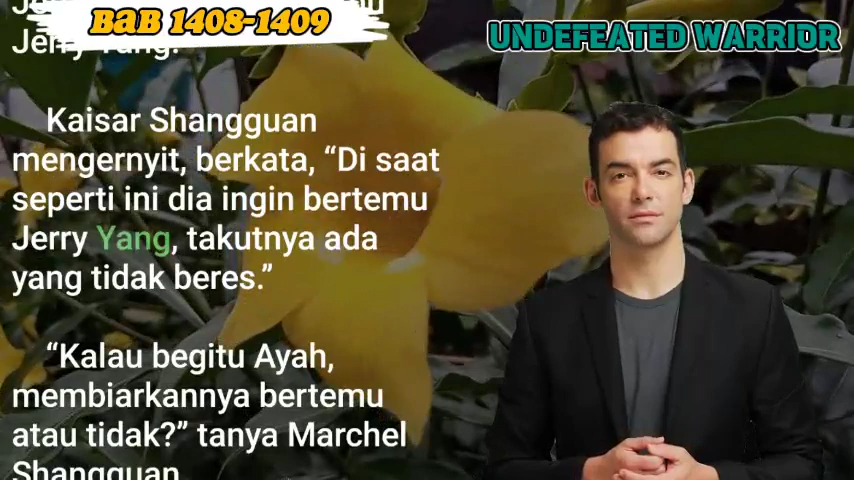 BAB 1408-1409
UNDEFEATED WARRIOR
Jerry Yang.
Kaisar Shangguan
mengernyit, berkata, “Di saat
seperti ini dia ingin bertemu
Jerry Yang, takutnya ada
yang tidak beres.”
“Kalau begitu Ayah,
membiarkannya bertemu
atau tidak?” tanya Marchel
Shangguan